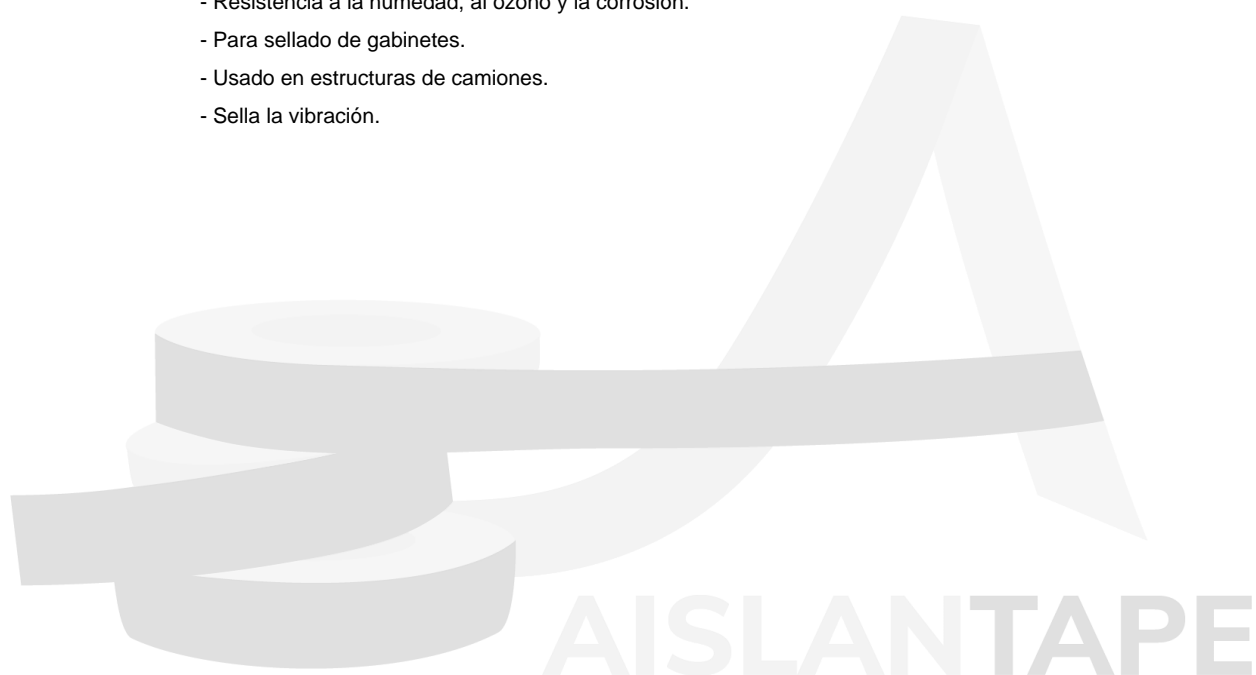 - Resistencia a la humedad, al ozono y la corrosión.
- Para sellado de gabinetes.
- Usado en estructuras de camiones.
- Sella la vibración.
AISLANTAPE